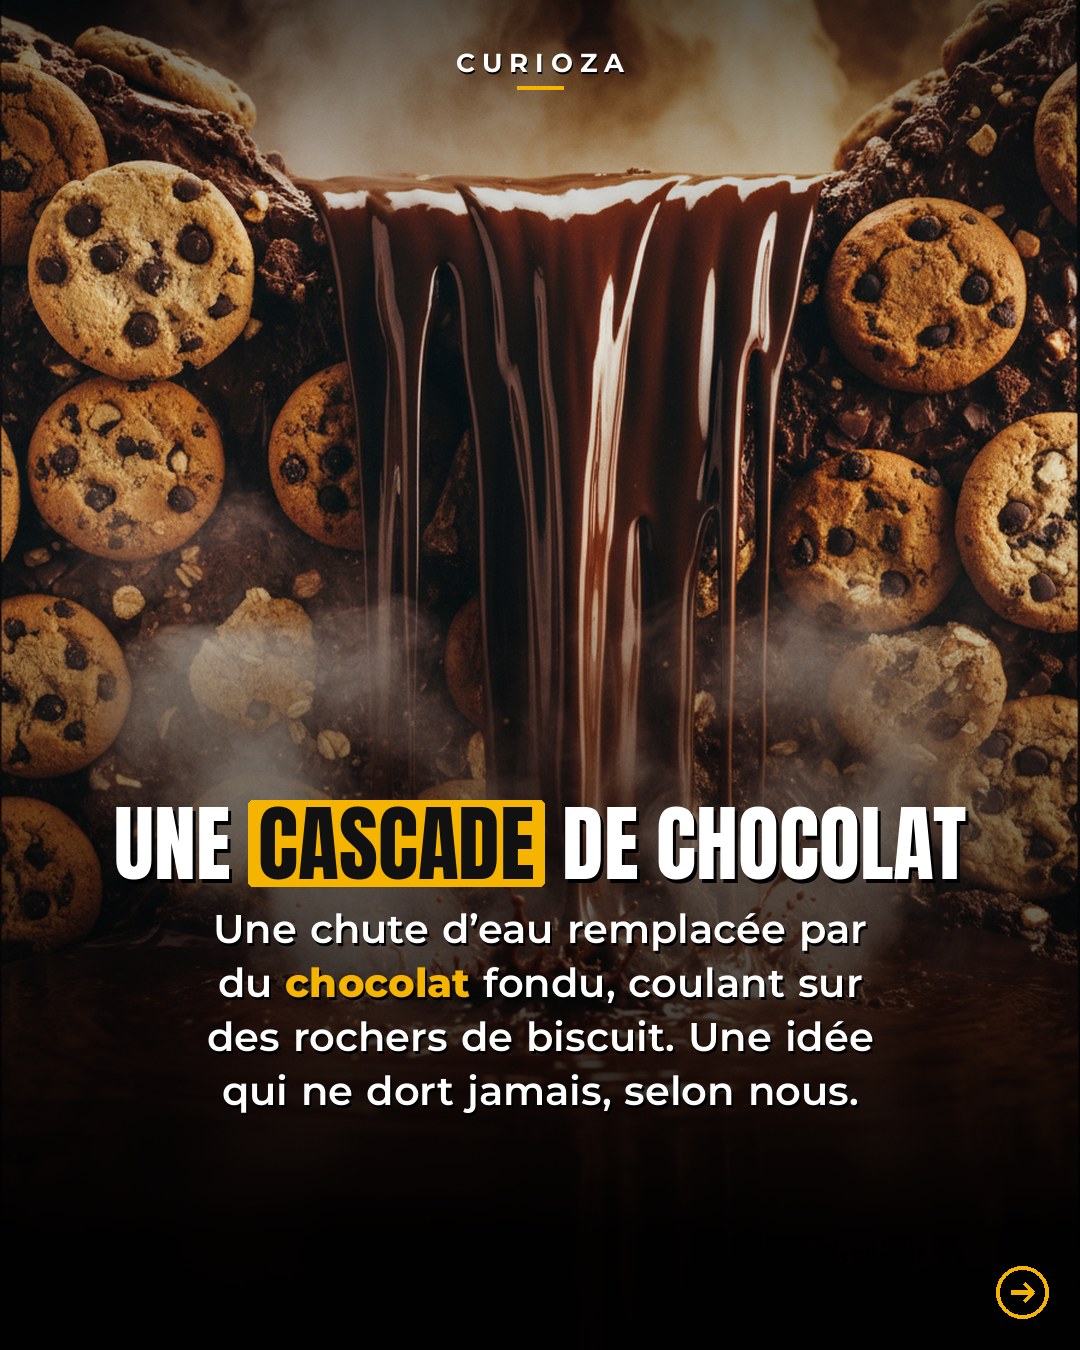 CURIOZA
UNE CASCADE DE CHOCOLAT
Une chute d’eau remplacée par
du chocolat fondu, coulant sur
des rochers de biscuit. Une idée
qui ne dort jamais, selon nous.